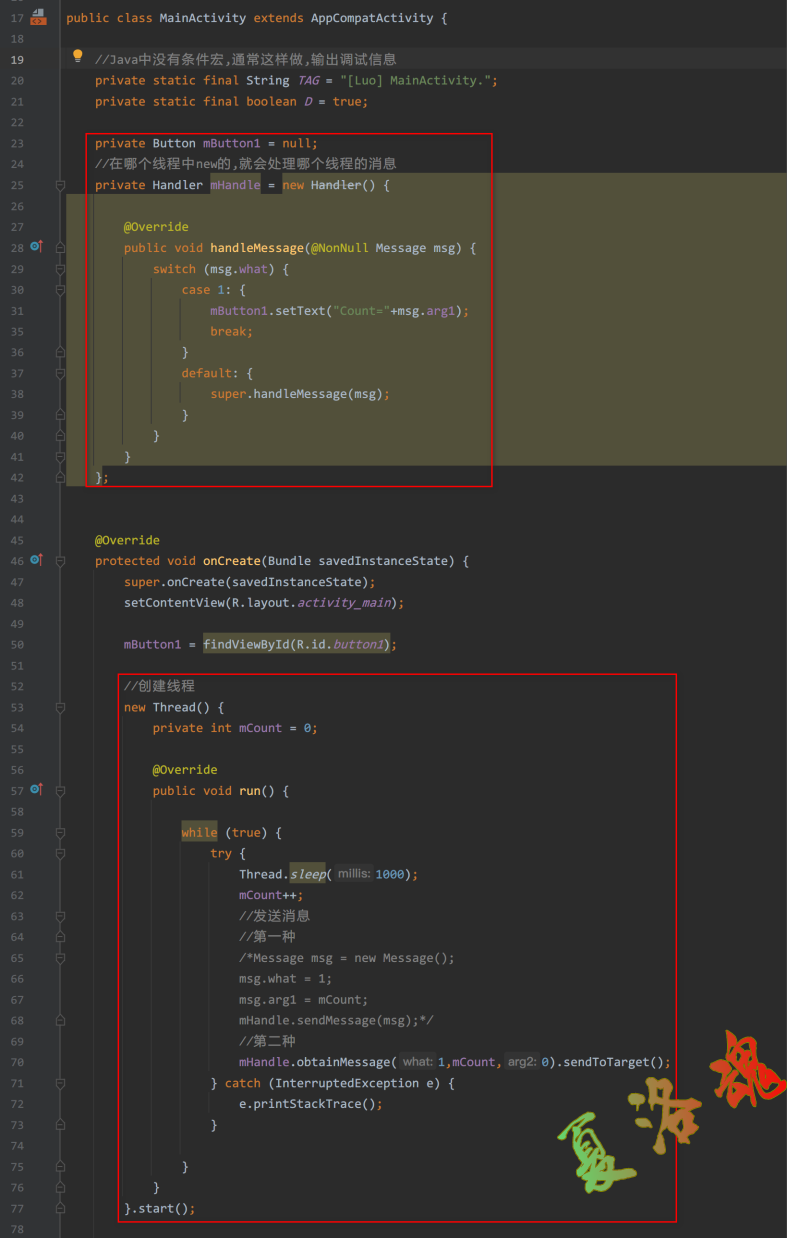 17 public class MainActivity extends AppCompatActivity {
18
19 //Java中没有条件宏,通常这样做,输出调试信息
20 private static final String TAG = "[Luo] MainActivity.";
21 private static final boolean D = true;
22
23 private Button mButton1 = null;
24 //在哪个线程中new的,就会处理哪个线程的消息
25 private Handler mHandle = new Handler() {
26
27 @Override
28 public void handleMessage(@NonNull Message msg) {
29 switch (msg.what) {
30 case 1: {
31 mButton1.setText("Count="+msg.arg1);
35 break;
36 }
37 default: {
38 super.handleMessage(msg);
39 }
40 }
41 }
42 };
43
44
45 @Override
46 protected void onCreate(Bundle savedInstanceState) {
47 super.onCreate(savedInstanceState);
48 setContentView(R.layout.activity_main);
49
50 mButton1 = findViewById(R.id.button1);
51
52 //创建线程
53 new Thread() {
54 private int mCount = 0;
55
56 @Override
57 public void run() {
58
59 while (true) {
60 try {
61 Thread.sleep( millis: 1000);
62 mCount++;
63 //发送消息
64 //第一种
65 /*Message msg = new Message();
66 msg.what = 1;
67 msg.arg1 = mCount;
68 mHandle.sendMessage(msg);*/
69 //第二种
70 mHandle.obtainMessage( what: 1,mCount, arg2: 0).sendToTarget();
71 } catch (InterruptedException e) {
72 e.printStackTrace();
73 }
74
75 }
76 }
77 }.start();
78
夏洛魂